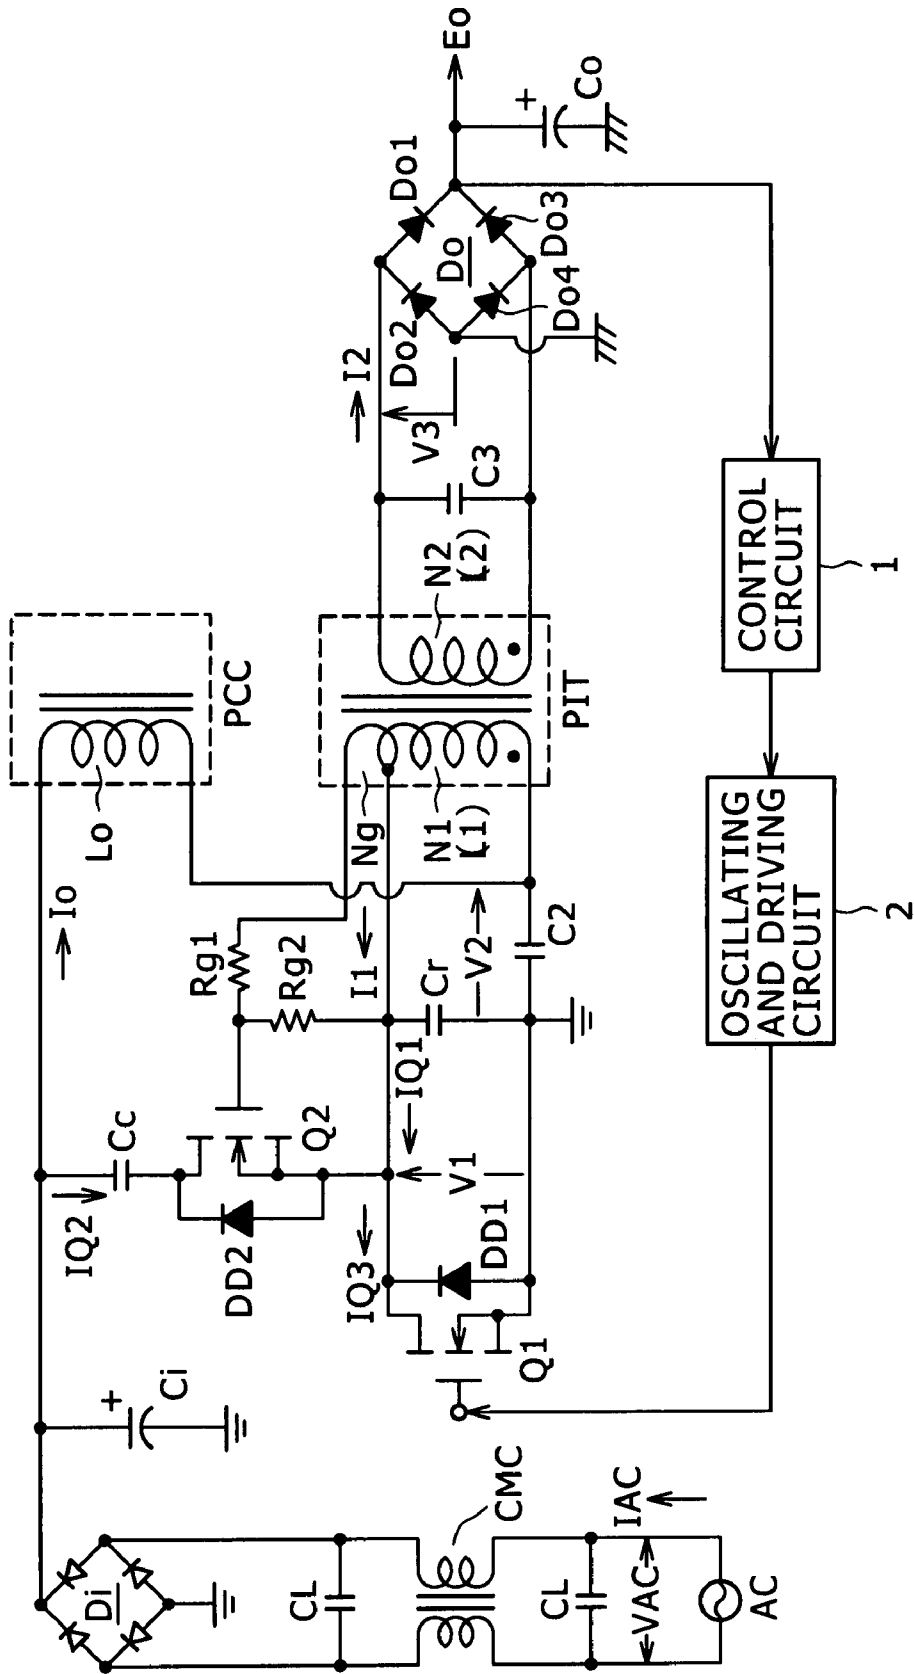 Io
IQ2
Di
Lo
+
Cc
Ci
Rg1
DD2
PCC
Rg2
CL
Q2
IQ3
I1
Ng
I2
Do2
Do1
IQ1
V3
Cr
N1
(L1)
N2
(L2)
Do
Eo
V1
V2
C3
DD1
CMC
+
Q1
CL
Do3
C2
Do4
PIT
Co
IAC
VAC
AC
OSCILLATING
AND DRIVING
CIRCUIT
2
CONTROL
CIRCUIT
1